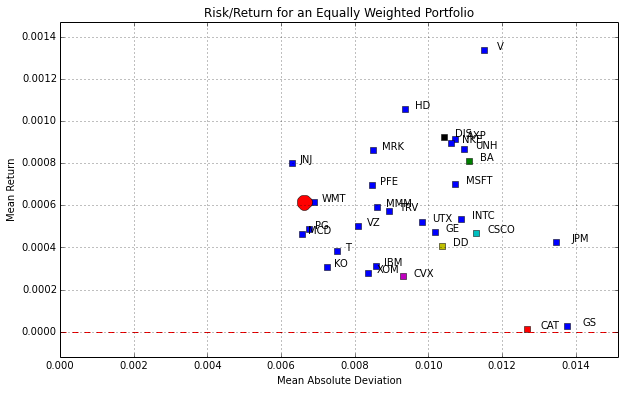 Risk/Return for an Equally Weighted Portfolio
0.0014
0.0012
0.0010
0.0008
0.0006
0.0004
0.0002
0.0000
Mean Return
V
HD
DIS
AXP
NKE
UNH
MRK
BA
JNJ
PFE
MSFT
WMT
MMM
TRV
INTC
UTX
VZ
PG
MCD
GE
CSCO
JPM
DD
T
KO
IBM
XOM
CVX
CAT
GS
0.000
0.002
0.004
0.006
0.008
0.010
0.012
0.014
Mean Absolute Deviation